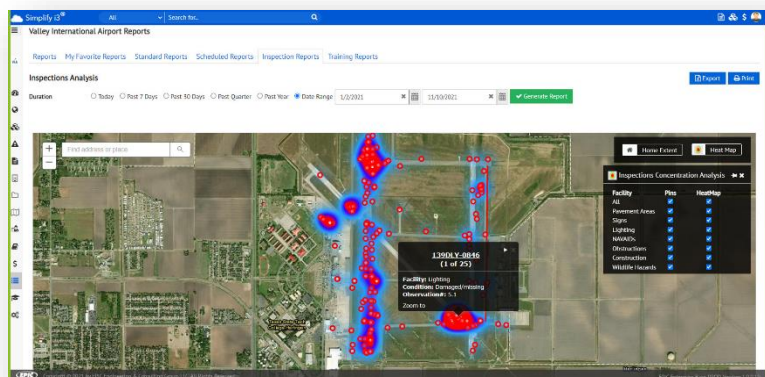 Simplify i3®
All
Search for..
$
Valley International Airport Reports
Reports My Favorite Reports Standard Reports Scheduled Reports Inspection Reports Training Reports
Inspections Analysis
Export Print
Duration Today Past 7 Days Past 30 Days Past Quarter Past Year Date Range 1/2/2021 11/10/2021 Generate Report
+
Find address or place
−
Home Extent Heat Map
Inspections Concentration Analysis
Facility Pins HeatMap
All
Pavement Areas
Signs
Lighting
NAVAIDs
Obstructions
Construction
Wildlife Hazards
139DLY-0846
(1 of 25)
Facility: Lighting
Condition: Damaged/missing
Observation#: 5.1
Zoom to
$
EPIC